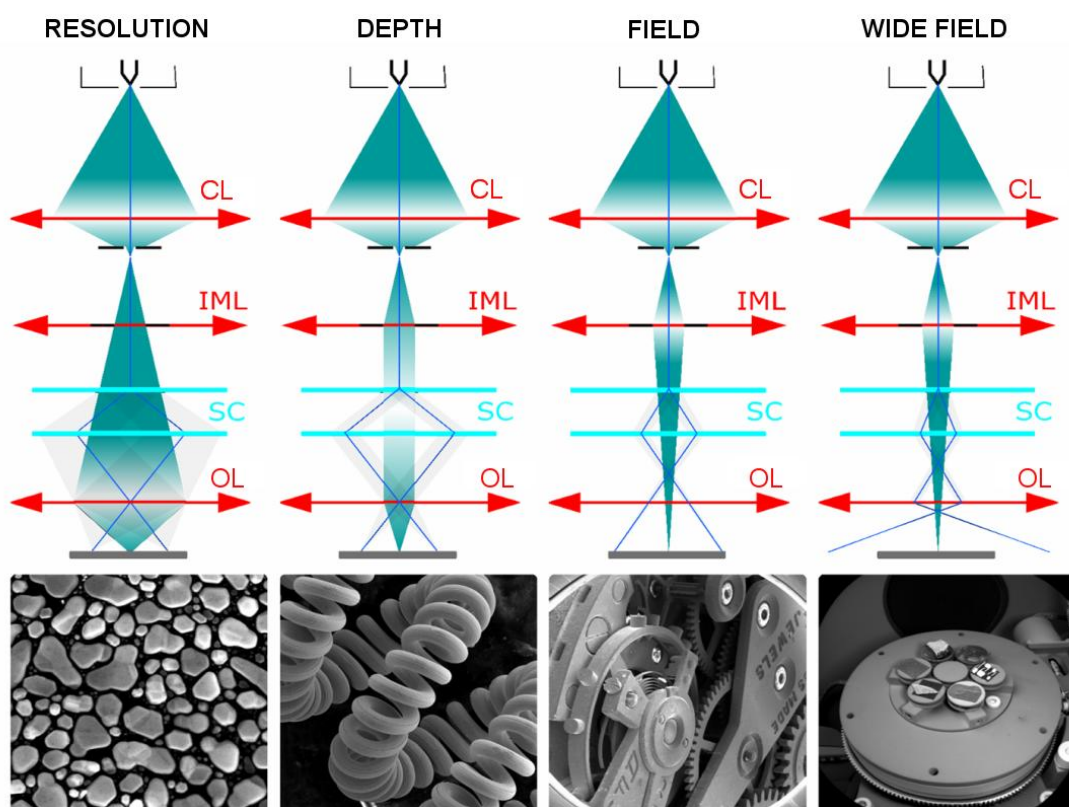 RESOLUTION DEPTH FIELD WIDE FIELD
CL CL CL CL
IML IML IML IML
SC SC SC SC
OL OL OL OL
JEWELS